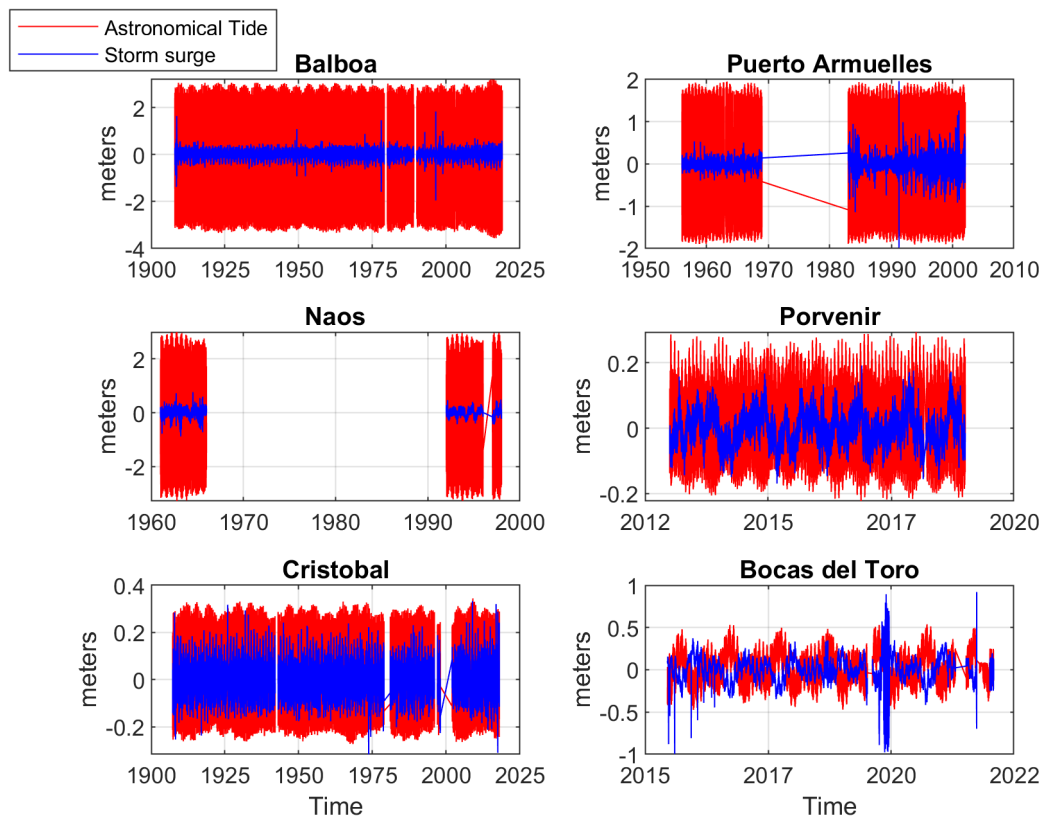 Astronomical Tide
Storm surge
Balboa
meters
2
0
-2
-4
1900 1925 1950 1975 2000 2025
Puerto Armuelles
meters
2
1
0
-1
-2
1950 1960 1970 1980 1990 2000 2010
Naos
meters
2
0
-2
1960 1970 1980 1990 2000
Porvenir
meters
0.2
0
-0.2
2012 2015 2017 2020
Cristobal
meters
0.4
0.2
0
-0.2
1900 1925 1950 1975 2000 2025
Time
Bocas del Toro
meters
1
0.5
0
-0.5
-1
2015 2017 2020 2022
Time